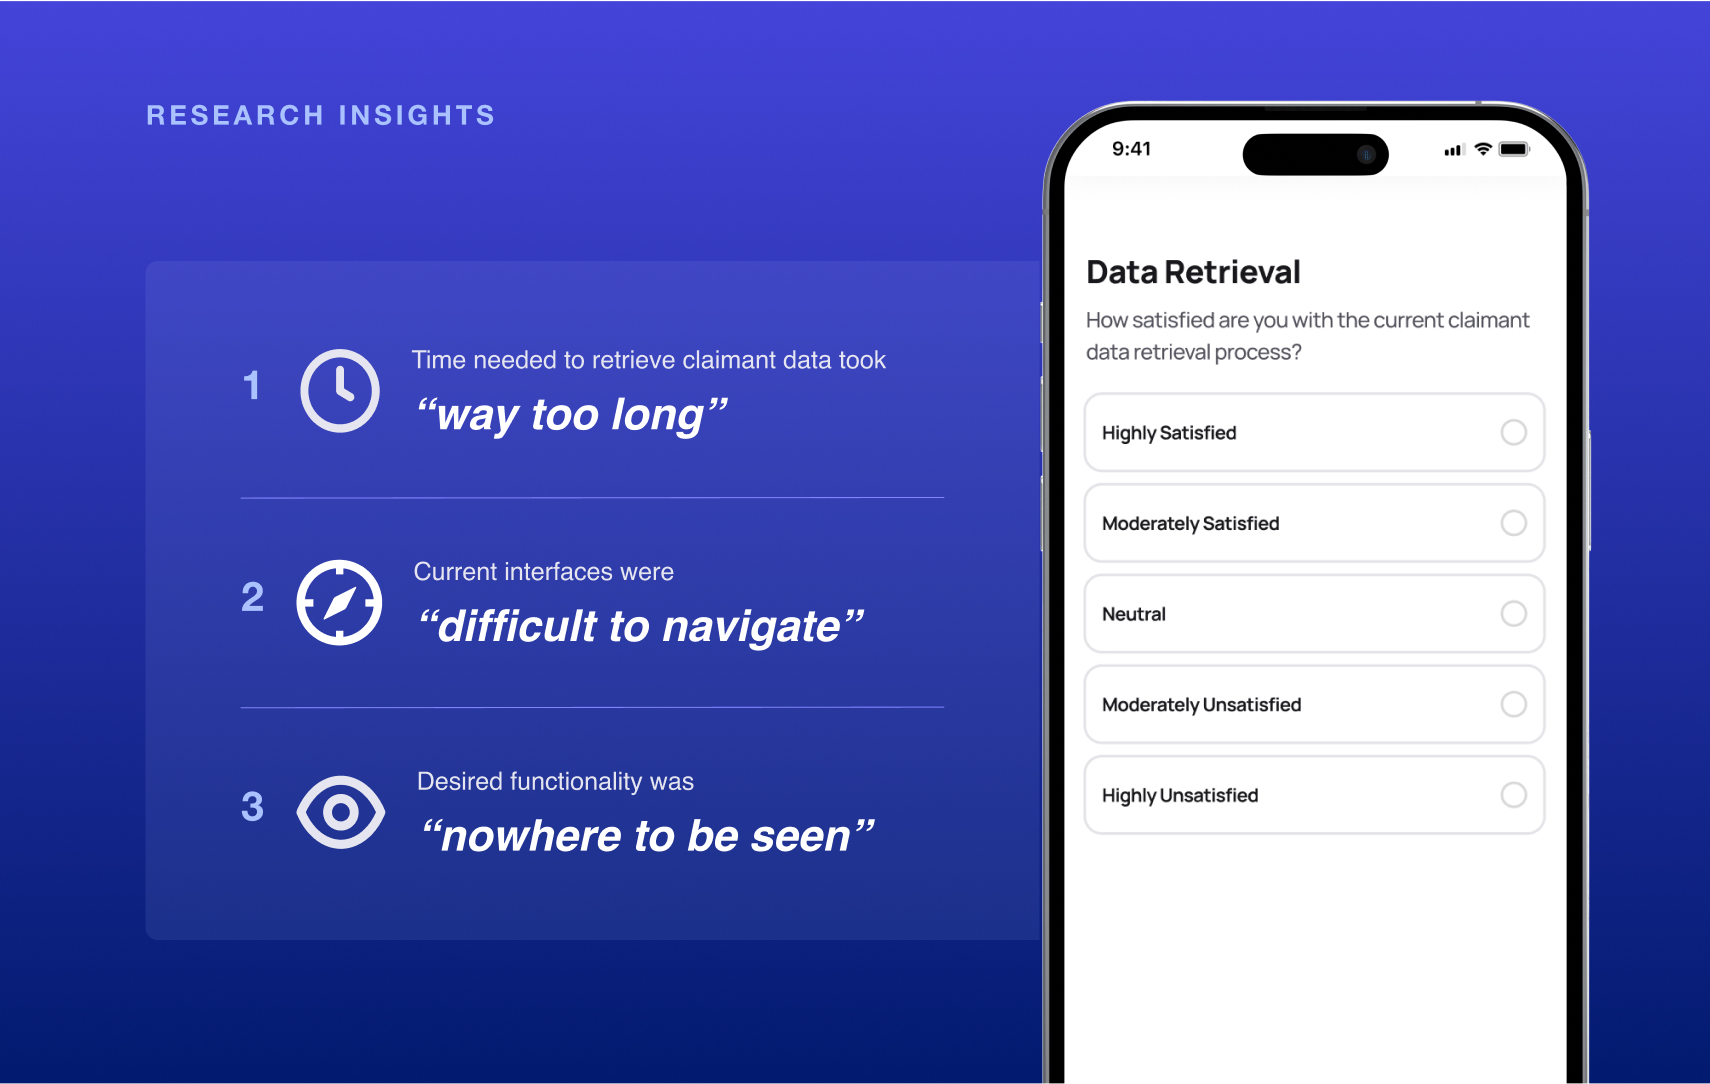 RESEARCH INSIGHTS
1
Time needed to retrieve claimant data took
“way too long”
2
Current interfaces were
“difficult to navigate”
3
Desired functionality was
“nowhere to be seen”
9:41
Data Retrieval
How satisfied are you with the current claimant
data retrieval process?
Highly Satisfied
Moderately Satisfied
Neutral
Moderately Unsatisfied
Highly Unsatisfied